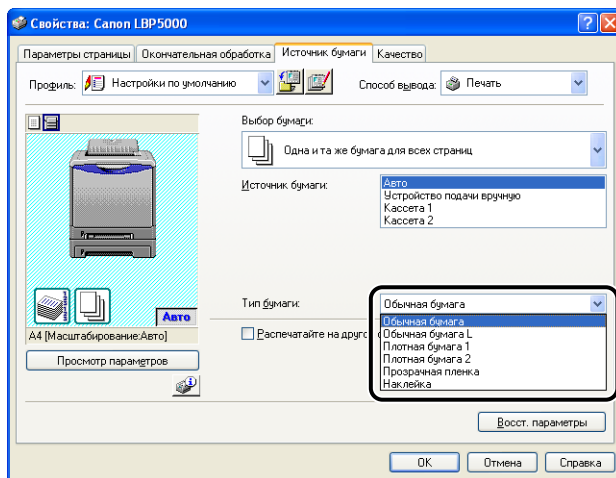 Свойства: Canon LBP5000
Параметры страницы Окончательная обработка Источник бумаги Качество
Профиль: Настройки по умолчанию Способ вывода: Печать
Выбор бумаги:
Одна и та же бумага для всех страниц
Источник бумаги:
Авто
Устройство подачи вручную
Кассета 1
Кассета 2
Авто
A4 [Масштабирование:Авто]
Просмотр параметров
Тип бумаги:
Обычная бумага
Обычная бумага
Обычная бумага L
Плотная бумага 1
Плотная бумага 2
Прозрачная пленка
Наклейка
Распечатайте на друго
Восст. параметры
OK Отмена Справка